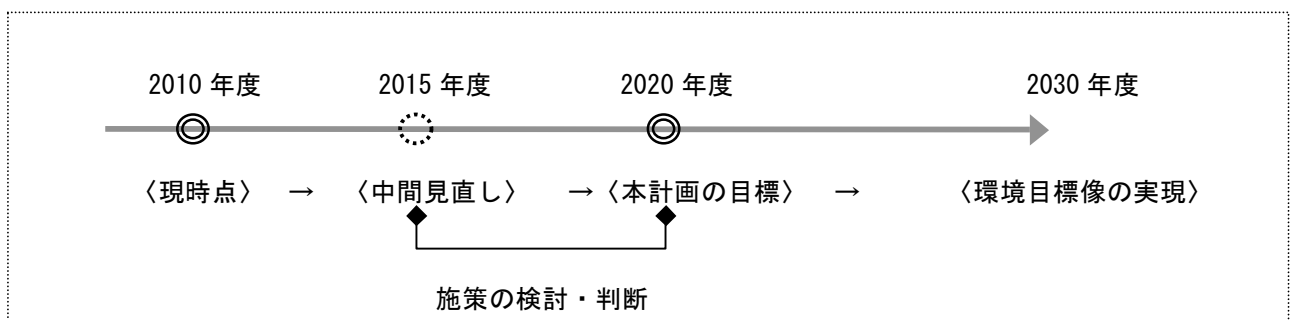 2010 年度 2015 年度 2020 年度 2030 年度
〈現時点〉 → 〈中間見直し〉 →〈本計画の目標〉 → 〈環境目標像の実現〉
施策の検討・判断